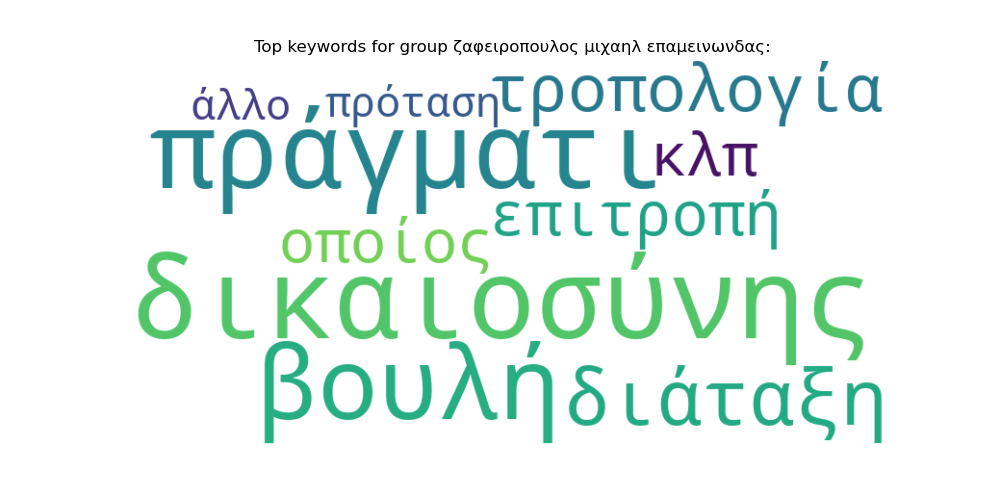 Top keywords for group ζαφειροπουλος μιχαηλ επαμεινωνδας:
τροπολογία
άλλο πρόταση
πράγματι
κλπ
επιτροπή
οποίος
δικαιοσύνης
βουλή
διάταξη